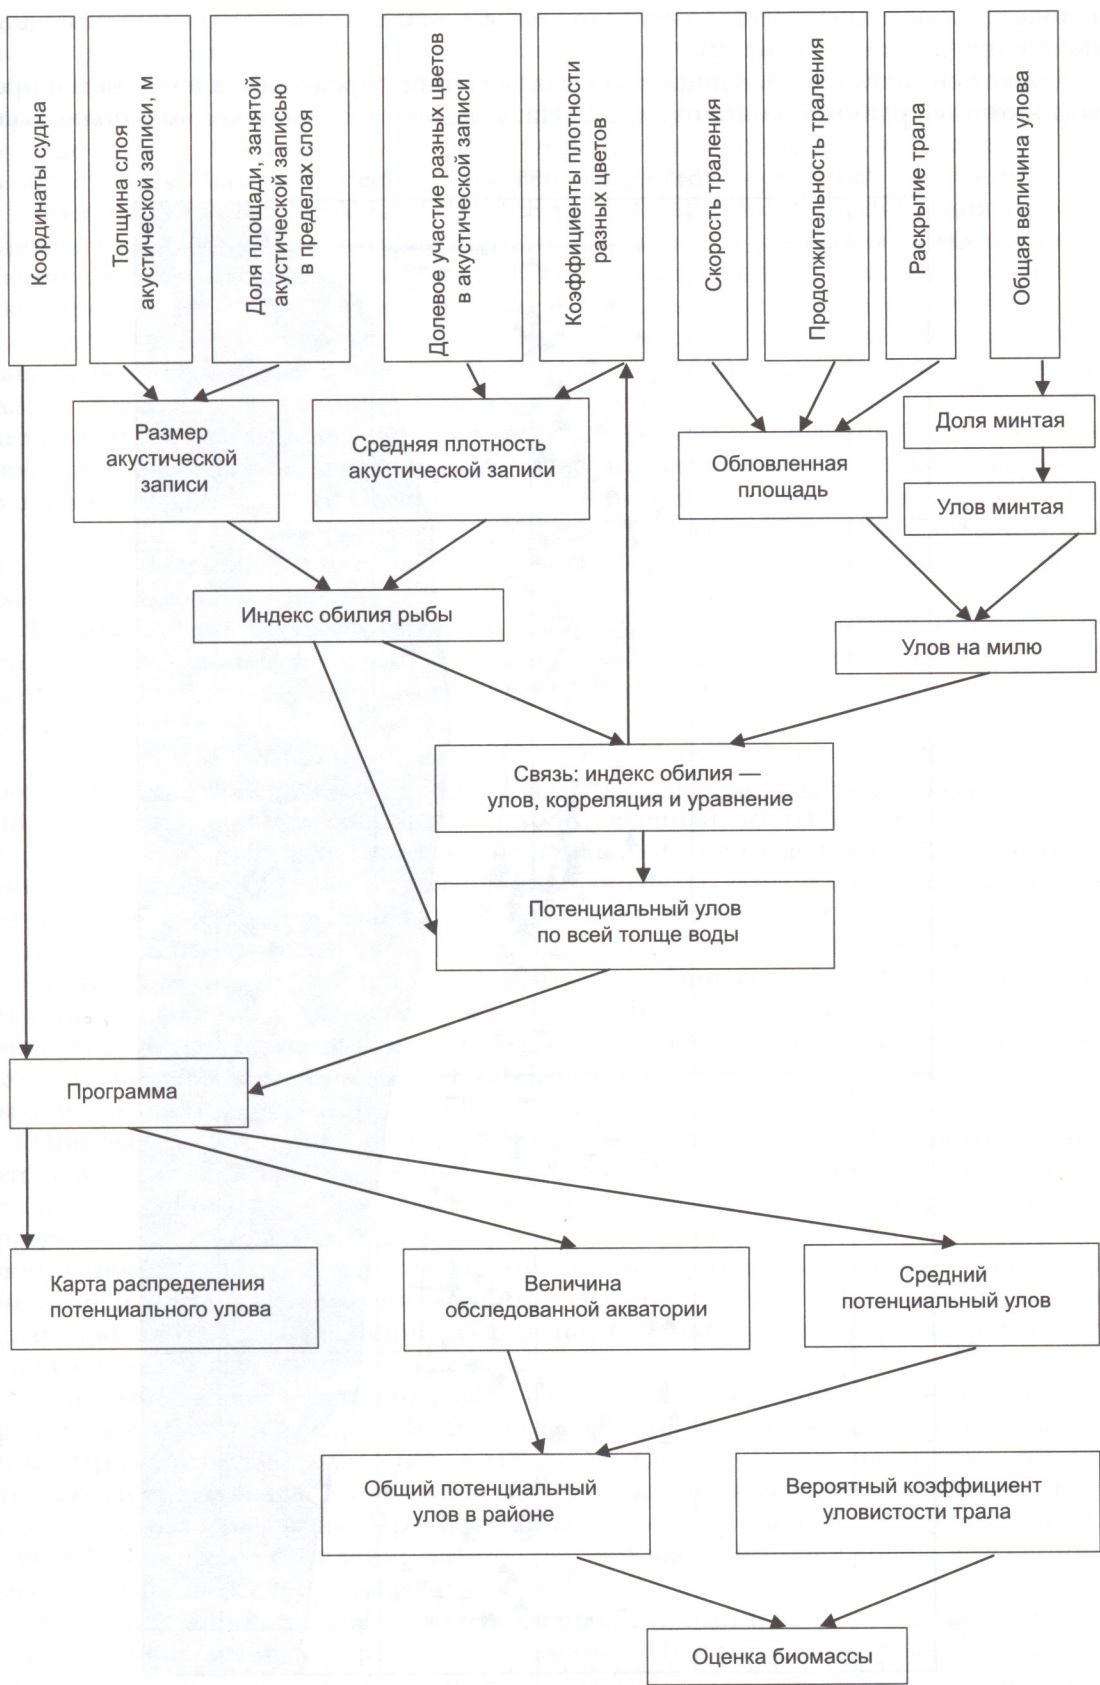 Координаты судна
Толщина слоя
акустической записи, м
Доля площади, занятой
акустической записью
в пределах слоя
Долевое участие разных цветов
в акустической записи
Коэффициенты плотности
разных цветов
Скорость траления
Продолжительность траления
Раскрытие трала
Общая величина улова
Размер
акустической
записи
Средняя плотность
акустической записи
Обловленная
площадь
Доля минтая
Улов минтая
Индекс обилия рыбы
Улов на милю
Связь: индекс обилия —
улов, корреляция и уравнение
Потенциальный улов
по всей толще воды
Программа
Карта распределения
потенциального улова
Величина
обследованной акватории
Средний
потенциальный улов
Общий потенциальный
улов в районе
Вероятный коэффициент
уловистости трала
Оценка биомассы